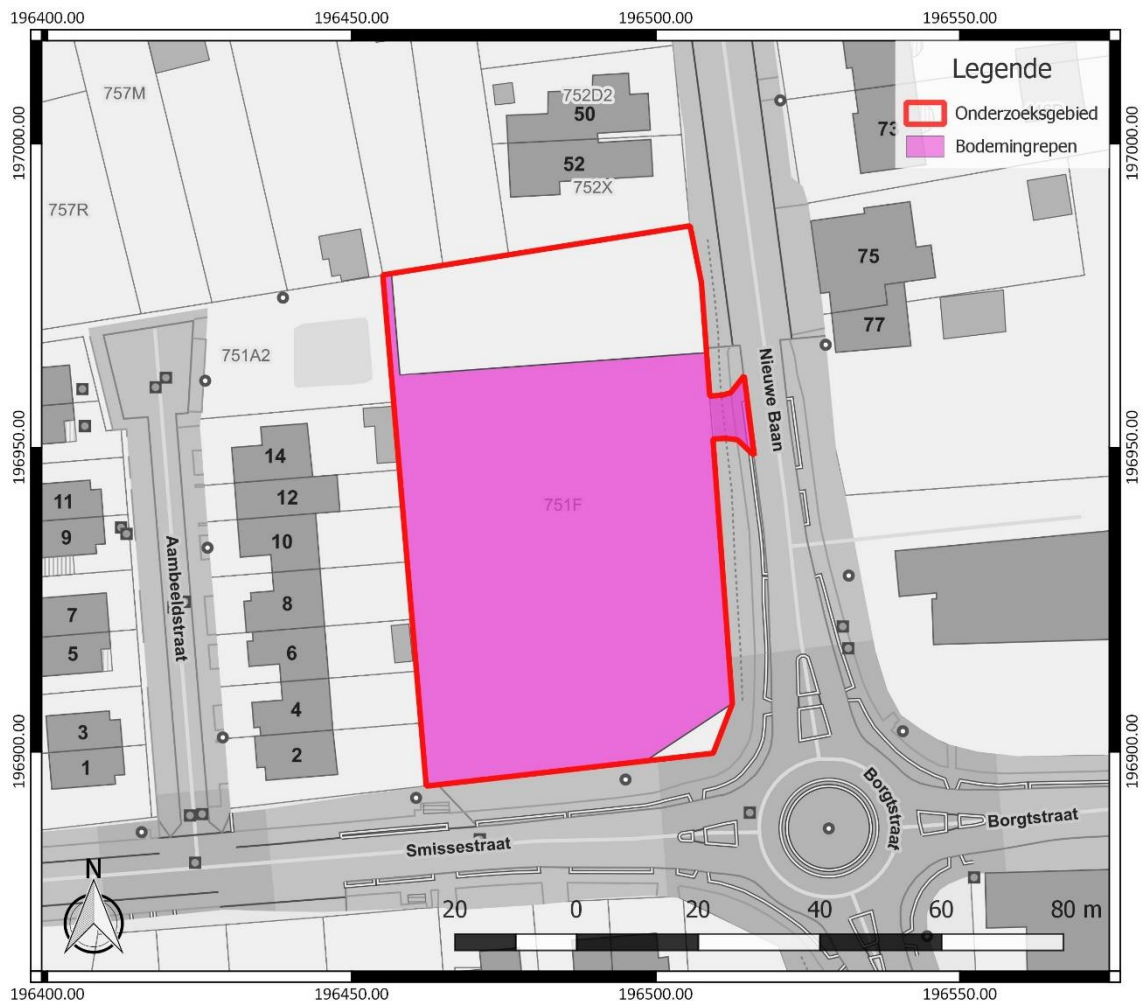 196400.00 196450.00 196500.00 196550.00
Legende
Onderzoeksgebied
Bodemingrepen
757M
752D2
50
73
197000.00
197000.00
52
752X
757R
75
77
751A2
Nieuwe Baan
14
196950.00
196950.00
11
12
751F
9
10
Aambeeldstraat
7
8
5
6
3
4
1
2
196900.00
196900.00
Borgtstraat
Borgtstraat
Smissestraat
N
20 0 20 40 60 80 m
196400.00 196450.00 196500.00 196550.00